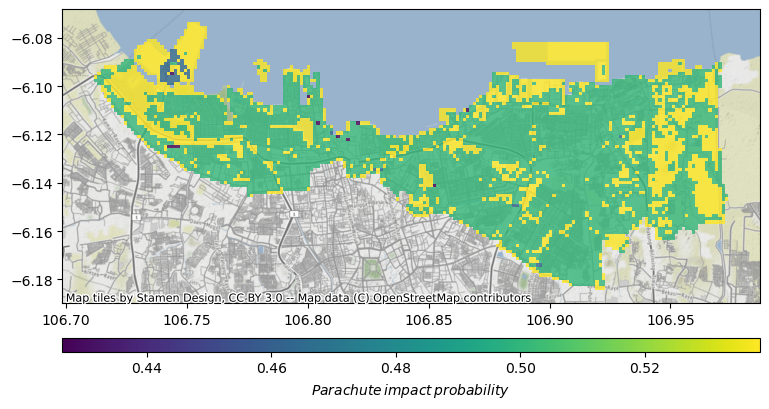 −6.08
−6.10
−6.12
−6.14
−6.16
−6.18
Map tiles by Stamen Design, CC BY 3.0 -- Map data (C) OpenStreetMap contributors
106.70 106.75 106.80 106.85 106.90 106.95
0.44 0.46 0.48 0.50 0.52
Parachute impact probability